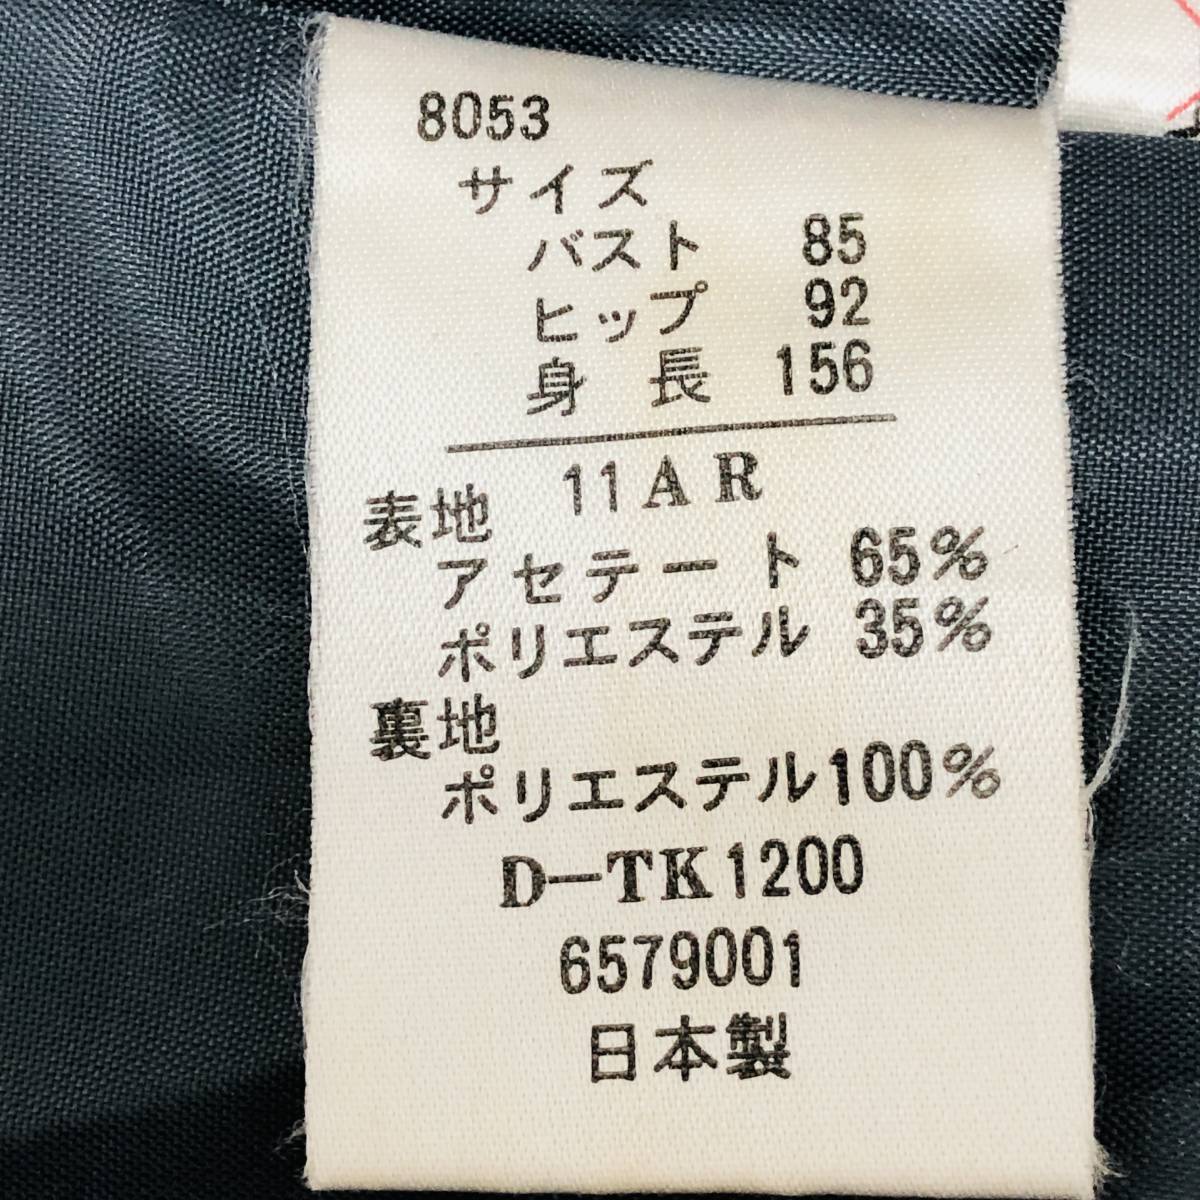 8053
サイズ
バスト 85
ヒップ 92
身 長 156
11AR
表地
アセテート 65%
ポリエステル 35%
裏地
ポリエステル100%
D-TK1200
6579001
日本製